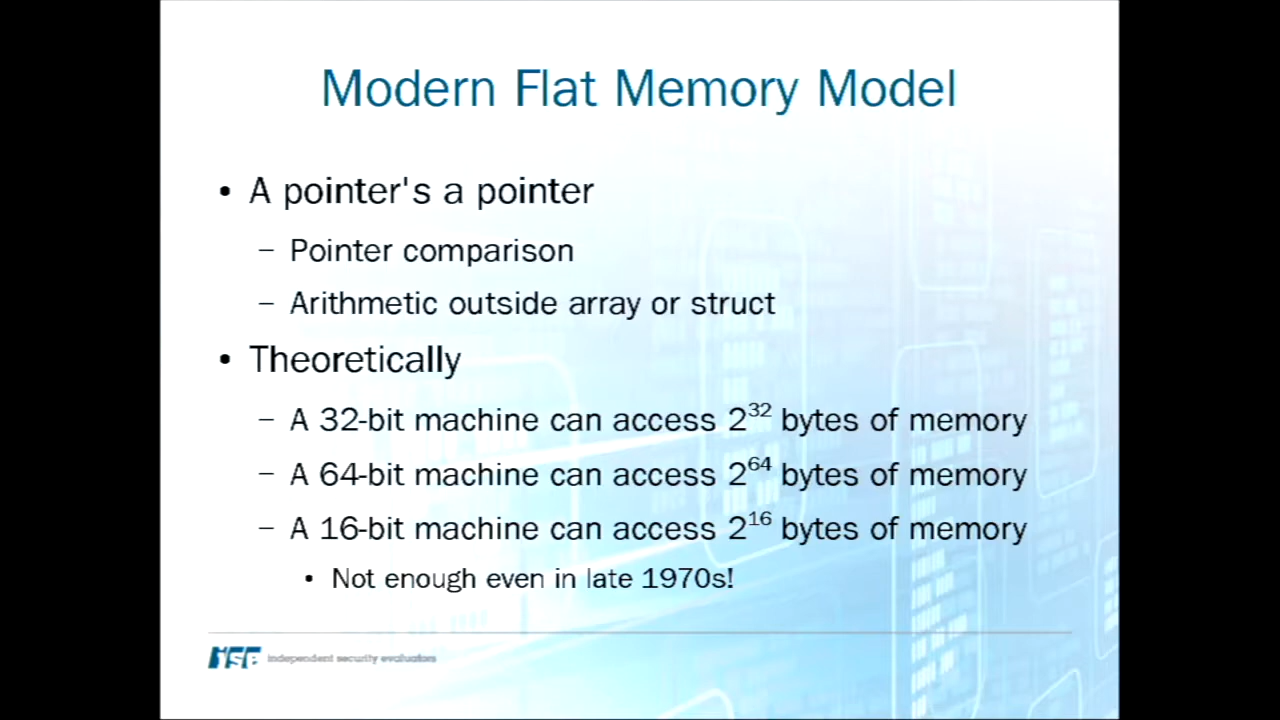 Modern Flat Memory Model
• A pointer's a pointer
– Pointer comparison
– Arithmetic outside array or struct
• Theoretically
– A 32-bit machine can access 2³² bytes of memory
– A 64-bit machine can access 2⁶⁴ bytes of memory
– A 16-bit machine can access 2¹⁶ bytes of memory
• Not enough even in late 1970s!
ise independent security evaluators